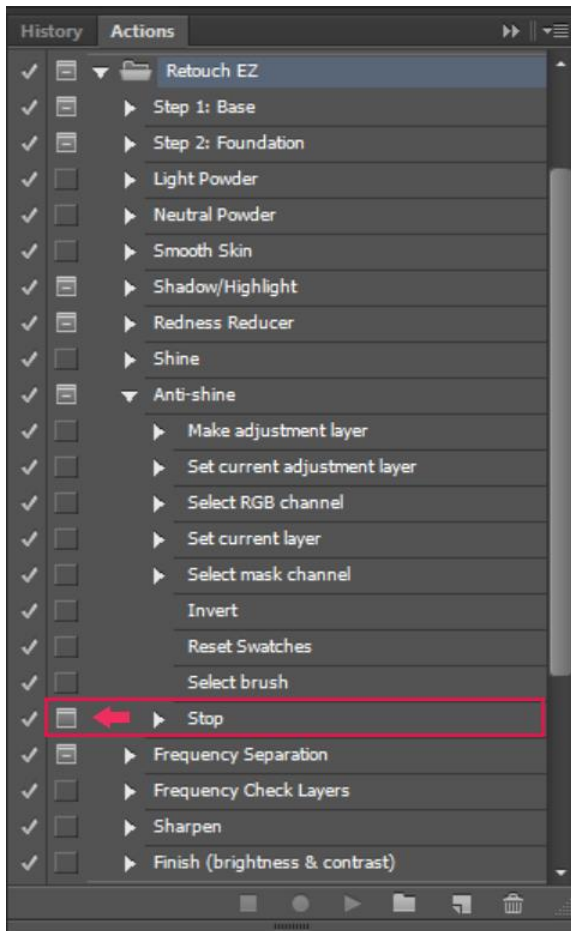 History Actions
Retouch EZ
Step 1: Base
Step 2: Foundation
Light Powder
Neutral Powder
Smooth Skin
Shadow/Highlight
Redness Reducer
Shine
Anti-shine
Make adjustment layer
Set current adjustment layer
Select RGB channel
Set current layer
Select mask channel
Invert
Reset Swatches
Select brush
Stop
Frequency Separation
Frequency Check Layers
Sharpen
Finish (brightness & contrast)